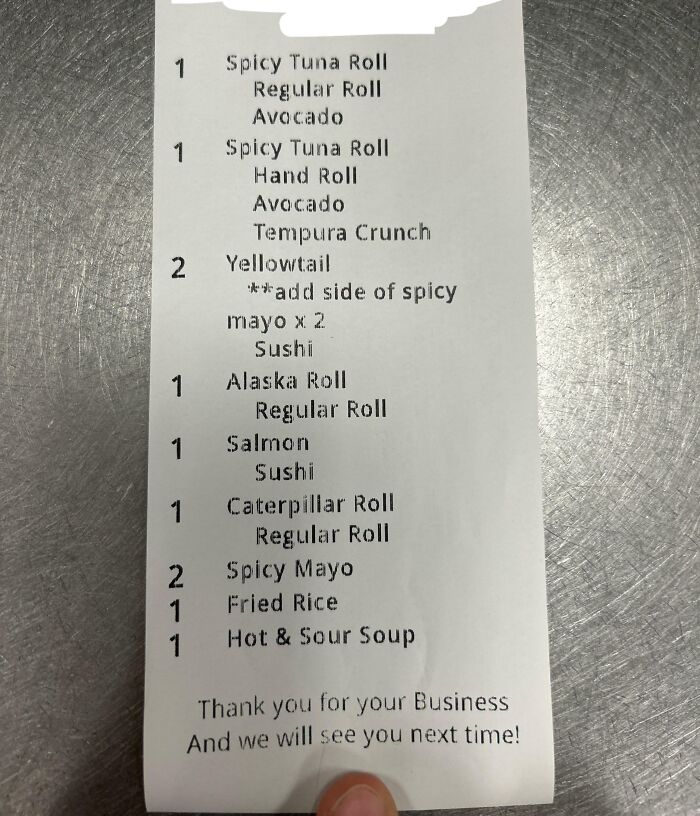 1 Spicy Tuna Roll
Regular Roll
Avocado
1 Spicy Tuna Roll
Hand Roll
Avocado
Tempura Crunch
2 Yellowtail
**add side of spicy
mayo x 2
Sushi
1 Alaska Roll
Regular Roll
1 Salmon
Sushi
1 Caterpillar Roll
Regular Roll
2 Spicy Mayo
1 Fried Rice
1 Hot & Sour Soup
Thank you for your Business
And we will see you next time!